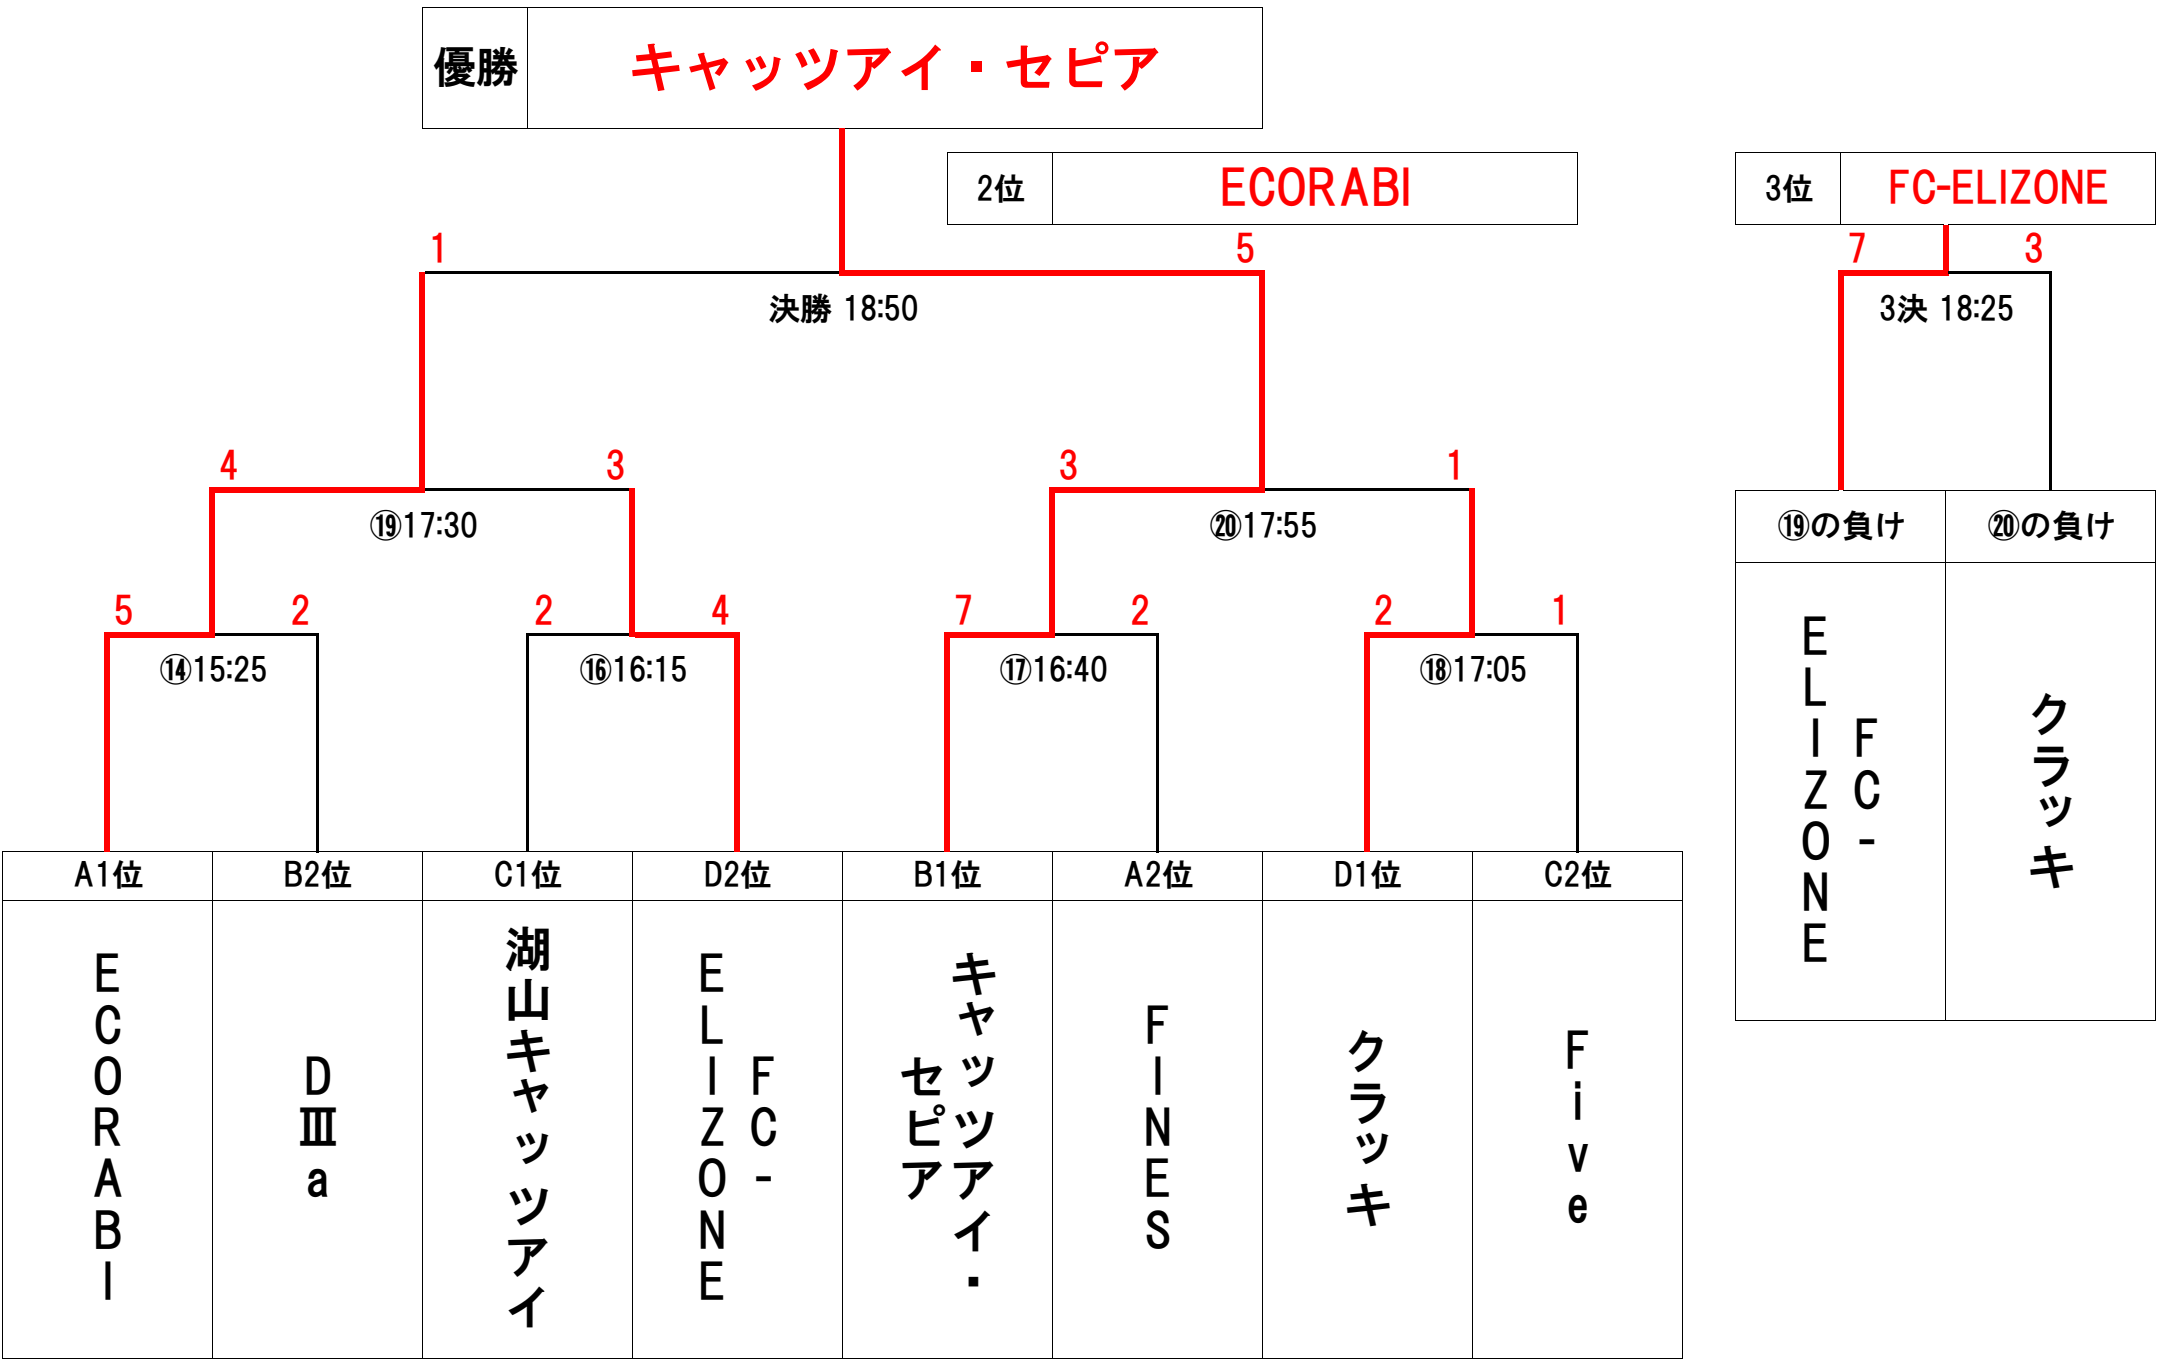 優勝 キャッツアイ・セピア
2位 ECORABI
3位 FC-ELIZONE
1 5
7 3
決勝 18:50
3決 18:25
4 3 3 1
⑲17:30 ⑳17:55
⑲の負け ⑳の負け
5 2 2 4 7 2 2 1
⑭15:25 ⑯16:15 ⑰16:40 ⑱17:05
FC-
ELIZONE
クラッキ
A1位 B2位 C1位 D2位 B1位 A2位 D1位 C2位
ECORABI
DⅢa
湖山キャッツアイ
FC-
ELIZONE
キャッツアイ・
セピア
FINES
クラッキ
Five